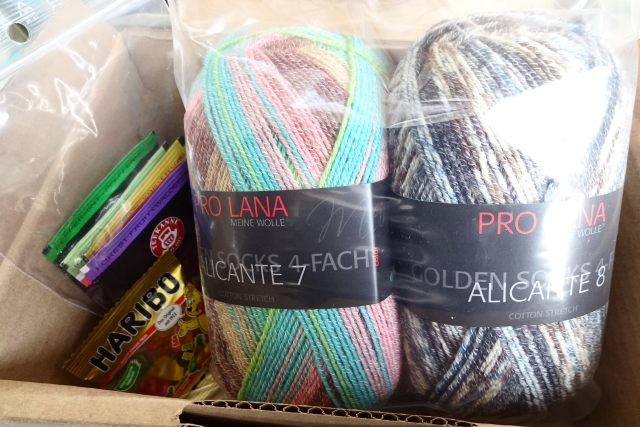 PRO LANA
MEINE WOLLE
SOCKS 4-FACH
ALICANTE 7
COTTON STRETCH
PRO LANA
WOLLE
GOLDEN SOCKS 4-F
ALICANTE 8
COTTON STRETCH
TEEKANNE
HARIBO